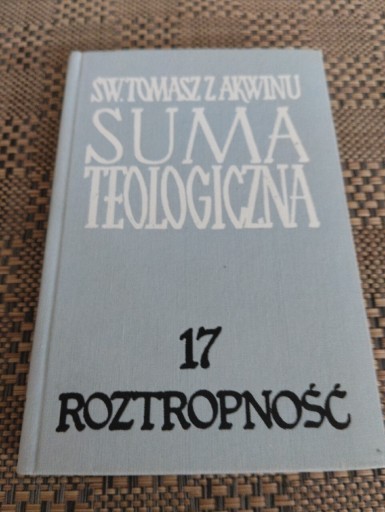 ŚW. TOMASZ Z AKWINU
SUMA
TEOLOGICZNA
17
ROZTROPNOŚĆ